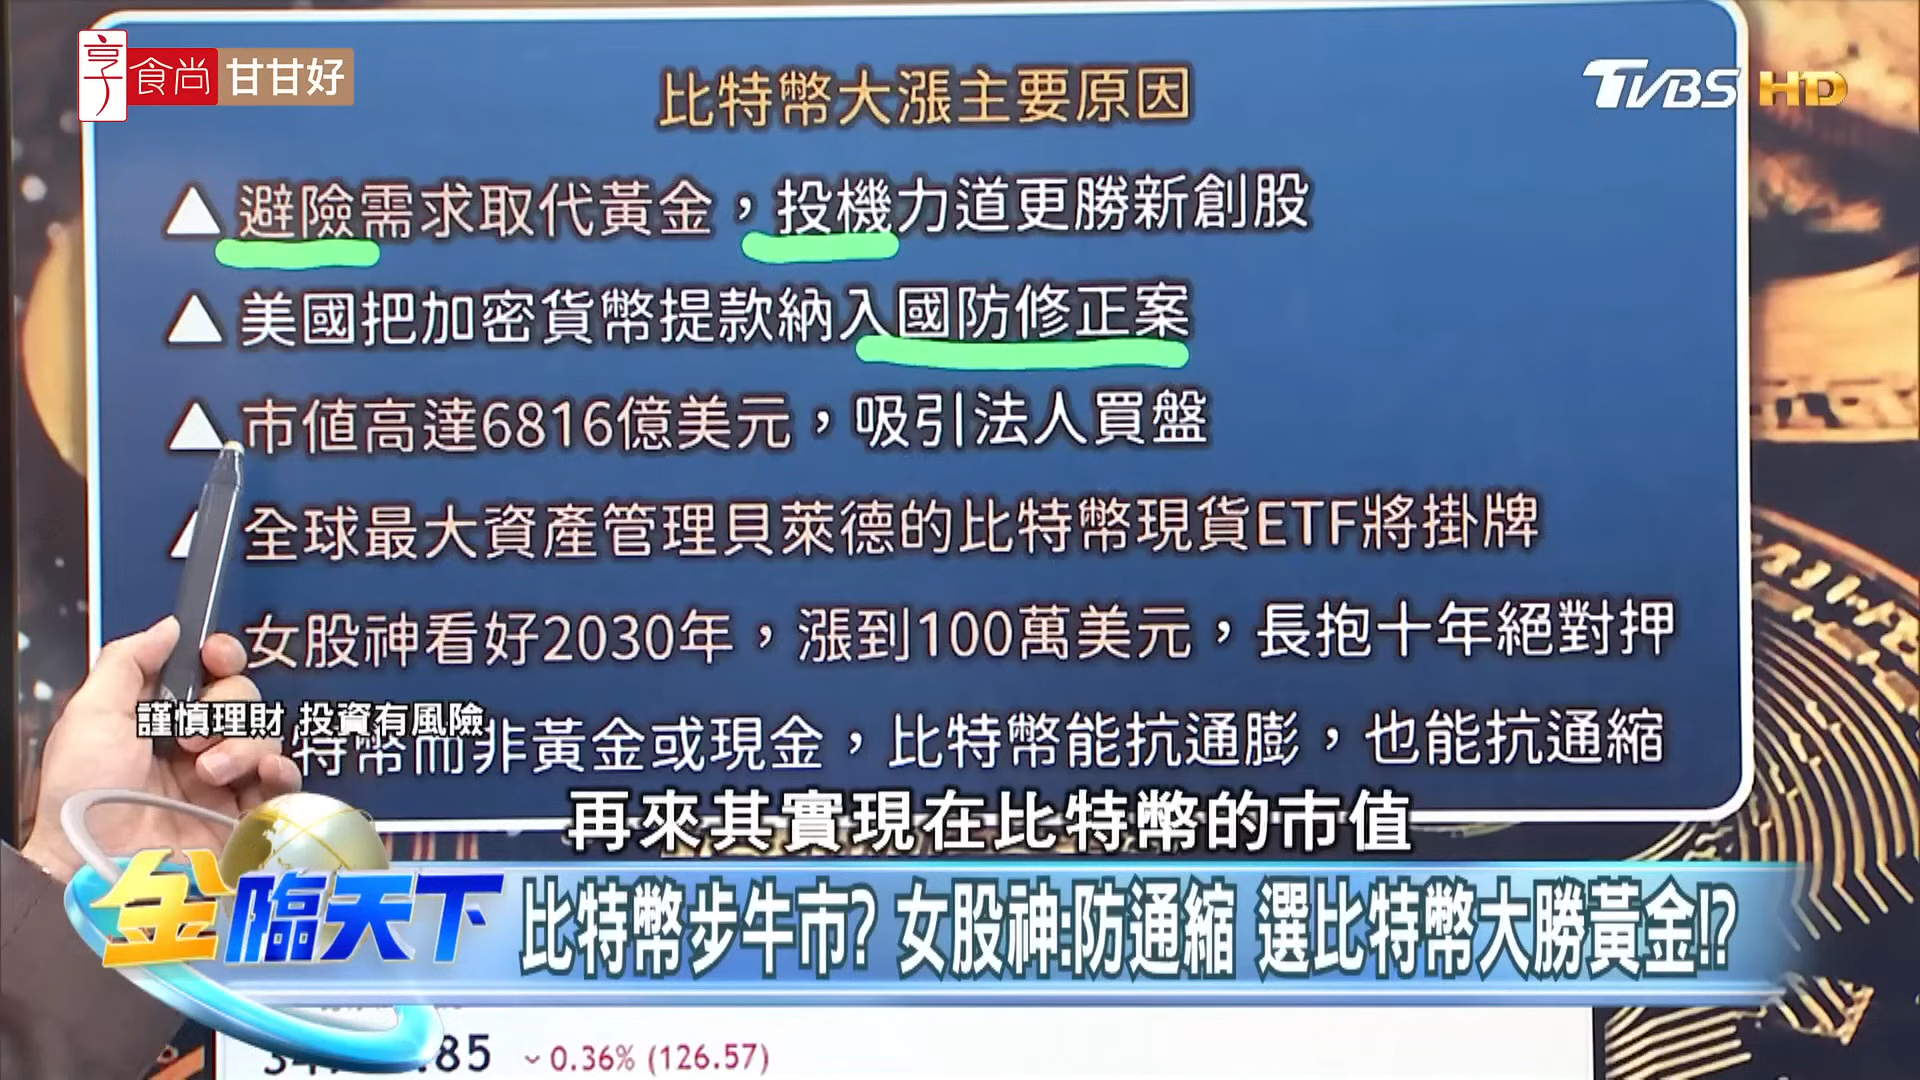 享食尚 甘甘好
TVBS HD
比特幣大漲主要原因
▲避險需求取代黃金，投機力道更勝新創股
▲美國把加密貨幣提款納入國防修正案
▲市值高達6816億美元，吸引法人買盤
▲全球最大資產管理貝萊德的比特幣現貨ETF將掛牌
女股神看好2030年，漲到100萬美元，長抱十年絕對押
特幣而非黃金或現金，比特幣能抗通膨，也能抗通縮
謹慎理財 投資有風險
再來其實現在比特幣的市值
金臨天下
比特幣步牛市? 女股神:防通縮 選比特幣大勝黃金!?
.85 0.36% (126.57)